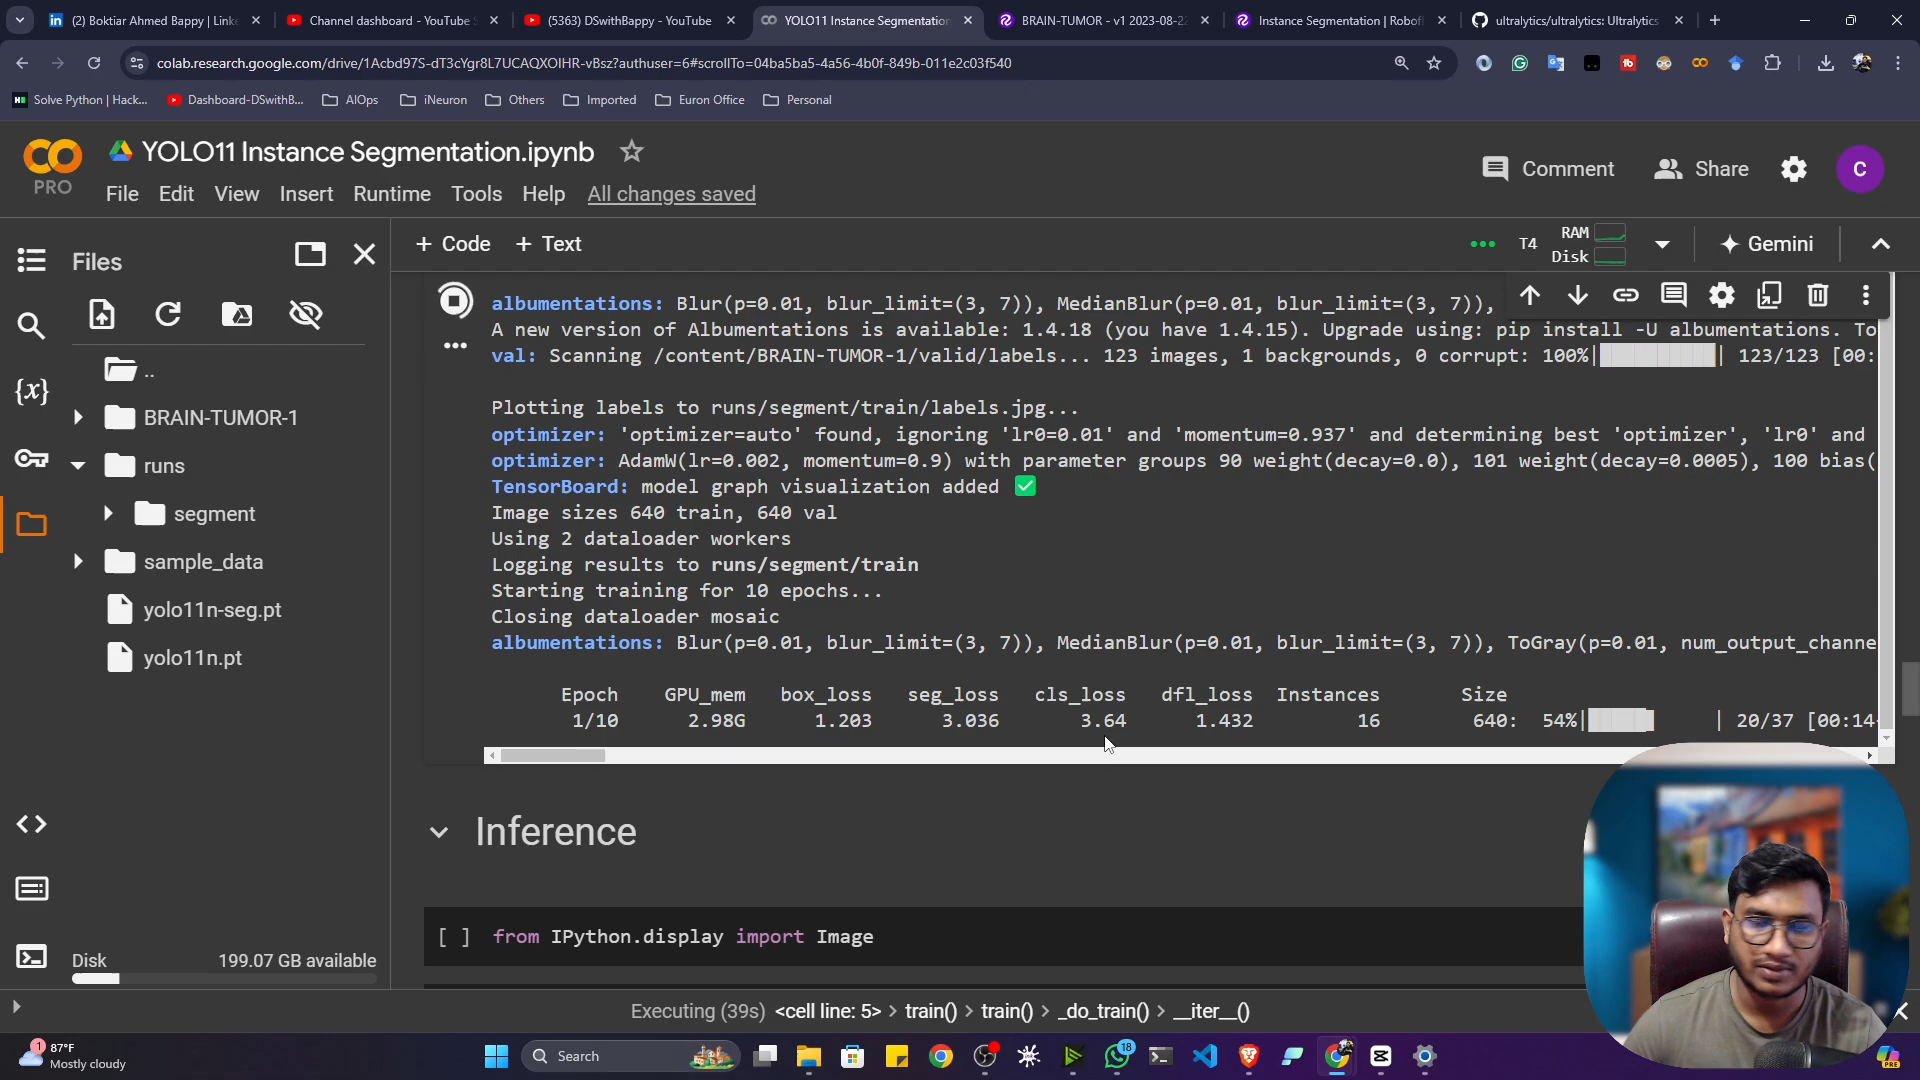 (2) Boktiar Ahmed Bappy | Linke
Channel dashboard - YouTube S
(5363) DSwithBappy - YouTube
YOLO11 Instance Segmentation
BRAIN-TUMOR - v1 2023-08-22
Instance Segmentation | Robofl
ultralytics/ultralytics: Ultralytics
colab.research.google.com/drive/1Acbd97S-dT3cYgr8L7UCAQXOIHR-vBsz?authuser=6#scrollTo=04ba5ba5-4a56-4b0f-849b-011e2c03f540
Solve Python | Hack...
Dashboard-DSwithB...
AIOps
iNeuron
Others
Imported
Euron Office
Personal
CO PRO
YOLO11 Instance Segmentation.ipynb
File Edit View Insert Runtime Tools Help All changes saved
Comment Share C
Files
+ Code + Text
T4 RAM Disk
Gemini
..
BRAIN-TUMOR-1
runs
segment
sample_data
yolo11n-seg.pt
yolo11n.pt
Disk 199.07 GB available
albumentations: Blur(p=0.01, blur_limit=(3, 7)), MedianBlur(p=0.01, blur_limit=(3, 7)),
A new version of Albumentations is available: 1.4.18 (you have 1.4.15). Upgrade using: pip install -U albumentations. To
val: Scanning /content/BRAIN-TUMOR-1/valid/labels... 123 images, 1 backgrounds, 0 corrupt: 100%|██████████| 123/123 [00:
Plotting labels to runs/segment/train/labels.jpg...
optimizer: 'optimizer=auto' found, ignoring 'lr0=0.01' and 'momentum=0.937' and determining best 'optimizer', 'lr0' and
optimizer: AdamW(lr=0.002, momentum=0.9) with parameter groups 90 weight(decay=0.0), 101 weight(decay=0.0005), 100 bias(
TensorBoard: model graph visualization added ✅
Image sizes 640 train, 640 val
Using 2 dataloader workers
Logging results to runs/segment/train
Starting training for 10 epochs...
Closing dataloader mosaic
albumentations: Blur(p=0.01, blur_limit=(3, 7)), MedianBlur(p=0.01, blur_limit=(3, 7)), ToGray(p=0.01, num_output_channe
Epoch GPU_mem box_loss seg_loss cls_loss dfl_loss Instances Size
1/10 2.98G 1.203 3.036 3.64 1.432 16 640: 54%|█████ | 20/37 [00:14
Inference
[ ] from IPython.display import Image
Executing (39s) <cell line: 5> > train() > train() > _do_train() > __iter__()
1
87°F
Mostly cloudy
Search
18